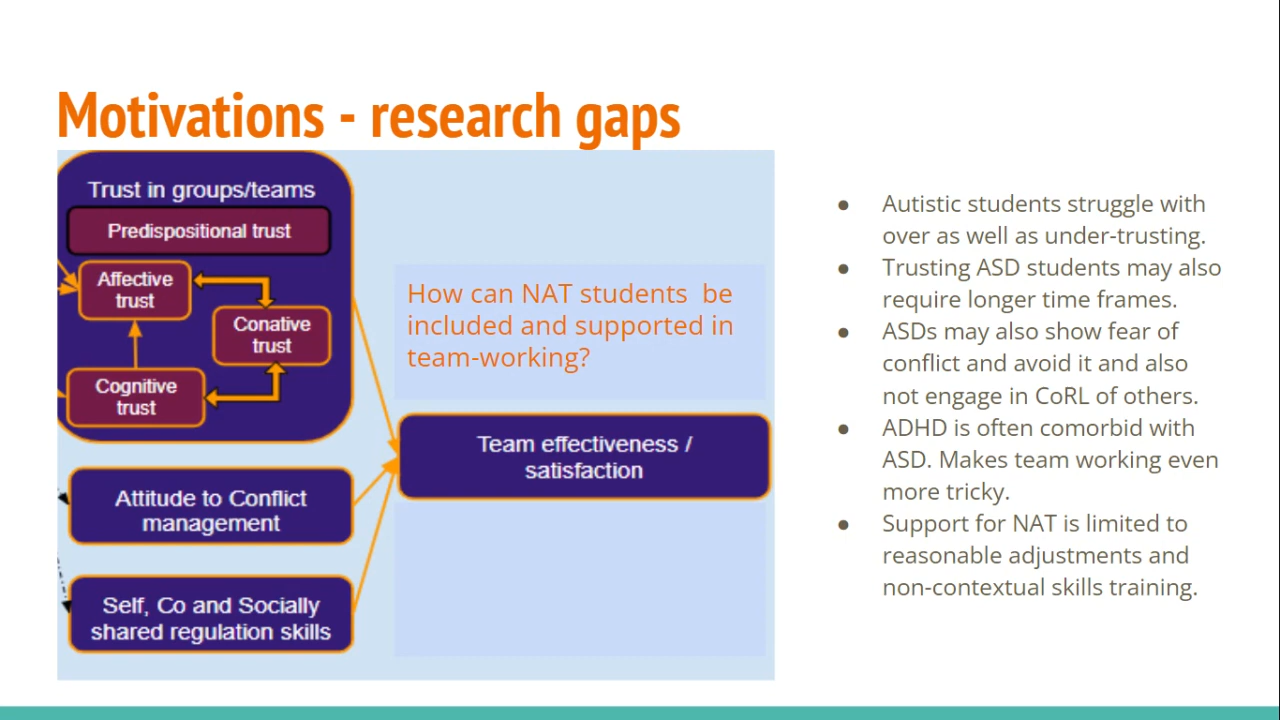 Motivations - research gaps
Trust in groups/teams
Predispositional trust
Affective
trust
Conative
trust
Cognitive
trust
Attitude to Conflict
management
Self, Co and Socially
shared regulation skills
How can NAT students  be
included and supported in
team-working?
Team effectiveness /
satisfaction
● Autistic students struggle with
over as well as under-trusting.
● Trusting ASD students may also
require longer time frames.
● ASDs may also show fear of
conflict and avoid it and also
not engage in CoRL of others.
● ADHD is often comorbid with
ASD. Makes team working even
more tricky.
● Support for NAT is limited to
reasonable adjustments and
non-contextual skills training.